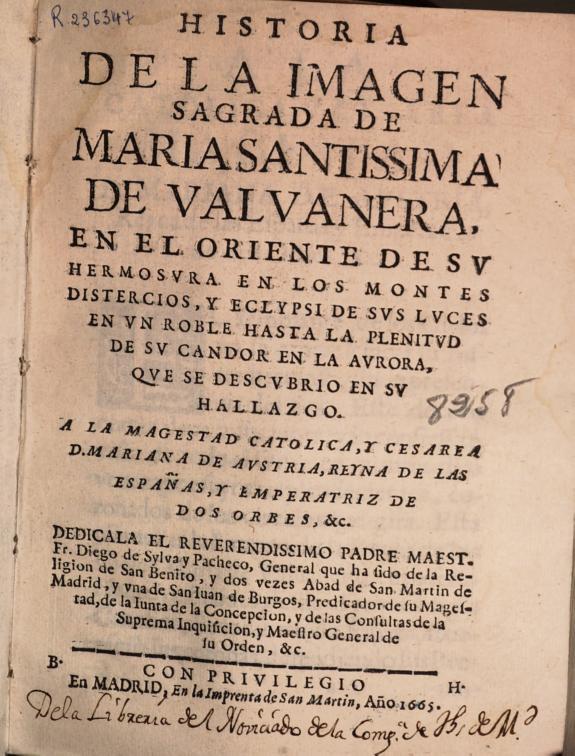 R. 236347
HISTORIA
DE LA IMAGEN
SAGRADA DE
MARIA SANTISSIMA
DE VALVANERA,
EN EL ORIENTE DE SV
HERMOSVRA EN LOS MONTES
DISTERCIOS, Y ECLYPSI DE SVS LVCES
EN VN ROBLE HASTA LA PLENITVD
DE SV CANDOR EN LA AVRORA,
QVE SE DESCVBRIO EN SV
HALLAZGO.
8958
A LA MAGESTAD CATOLICA, Y CESAREA
D. MARIANA DE AVSTRIA, REYNA DE LAS
ESPAÑAS, Y EMPERATRIZ DE
DOS ORBES, &c.
DEDICALA EL REVERENDISSIMO PADRE MAEST.
Fr. Diego de Sylva y Pacheco, General que ha ſido de la Re-
ligion de San Benito, y dos vezes Abad de San Martin de
Madrid, y vna de San Iuan de Burgos, Predicador de ſu Mageſ-
tad, de la Iunta de la Concepcion, y de las Conſultas de la
Suprema Inquiſicion, y Maeſtro General de
ſu Orden, &c.
B. CON PRIVILEGIO H.
En MADRID, En la Imprenta de San Martin, Año 1665.
De la Libreria del Noviciado de la Comp.ª de Jhs de M.d